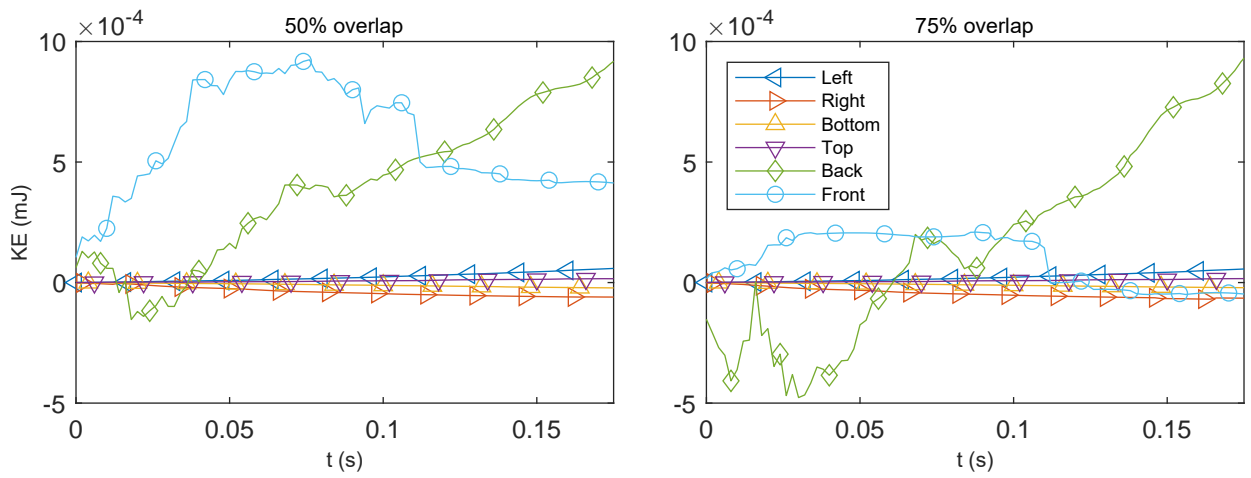 ×10⁻⁴
50% overlap
10
5
0
-5
KE (mJ)
0
0.05
0.1
0.15
t (s)
×10⁻⁴
75% overlap
10
5
0
-5
Left
Right
Bottom
Top
Back
Front
0
0.05
0.1
0.15
t (s)